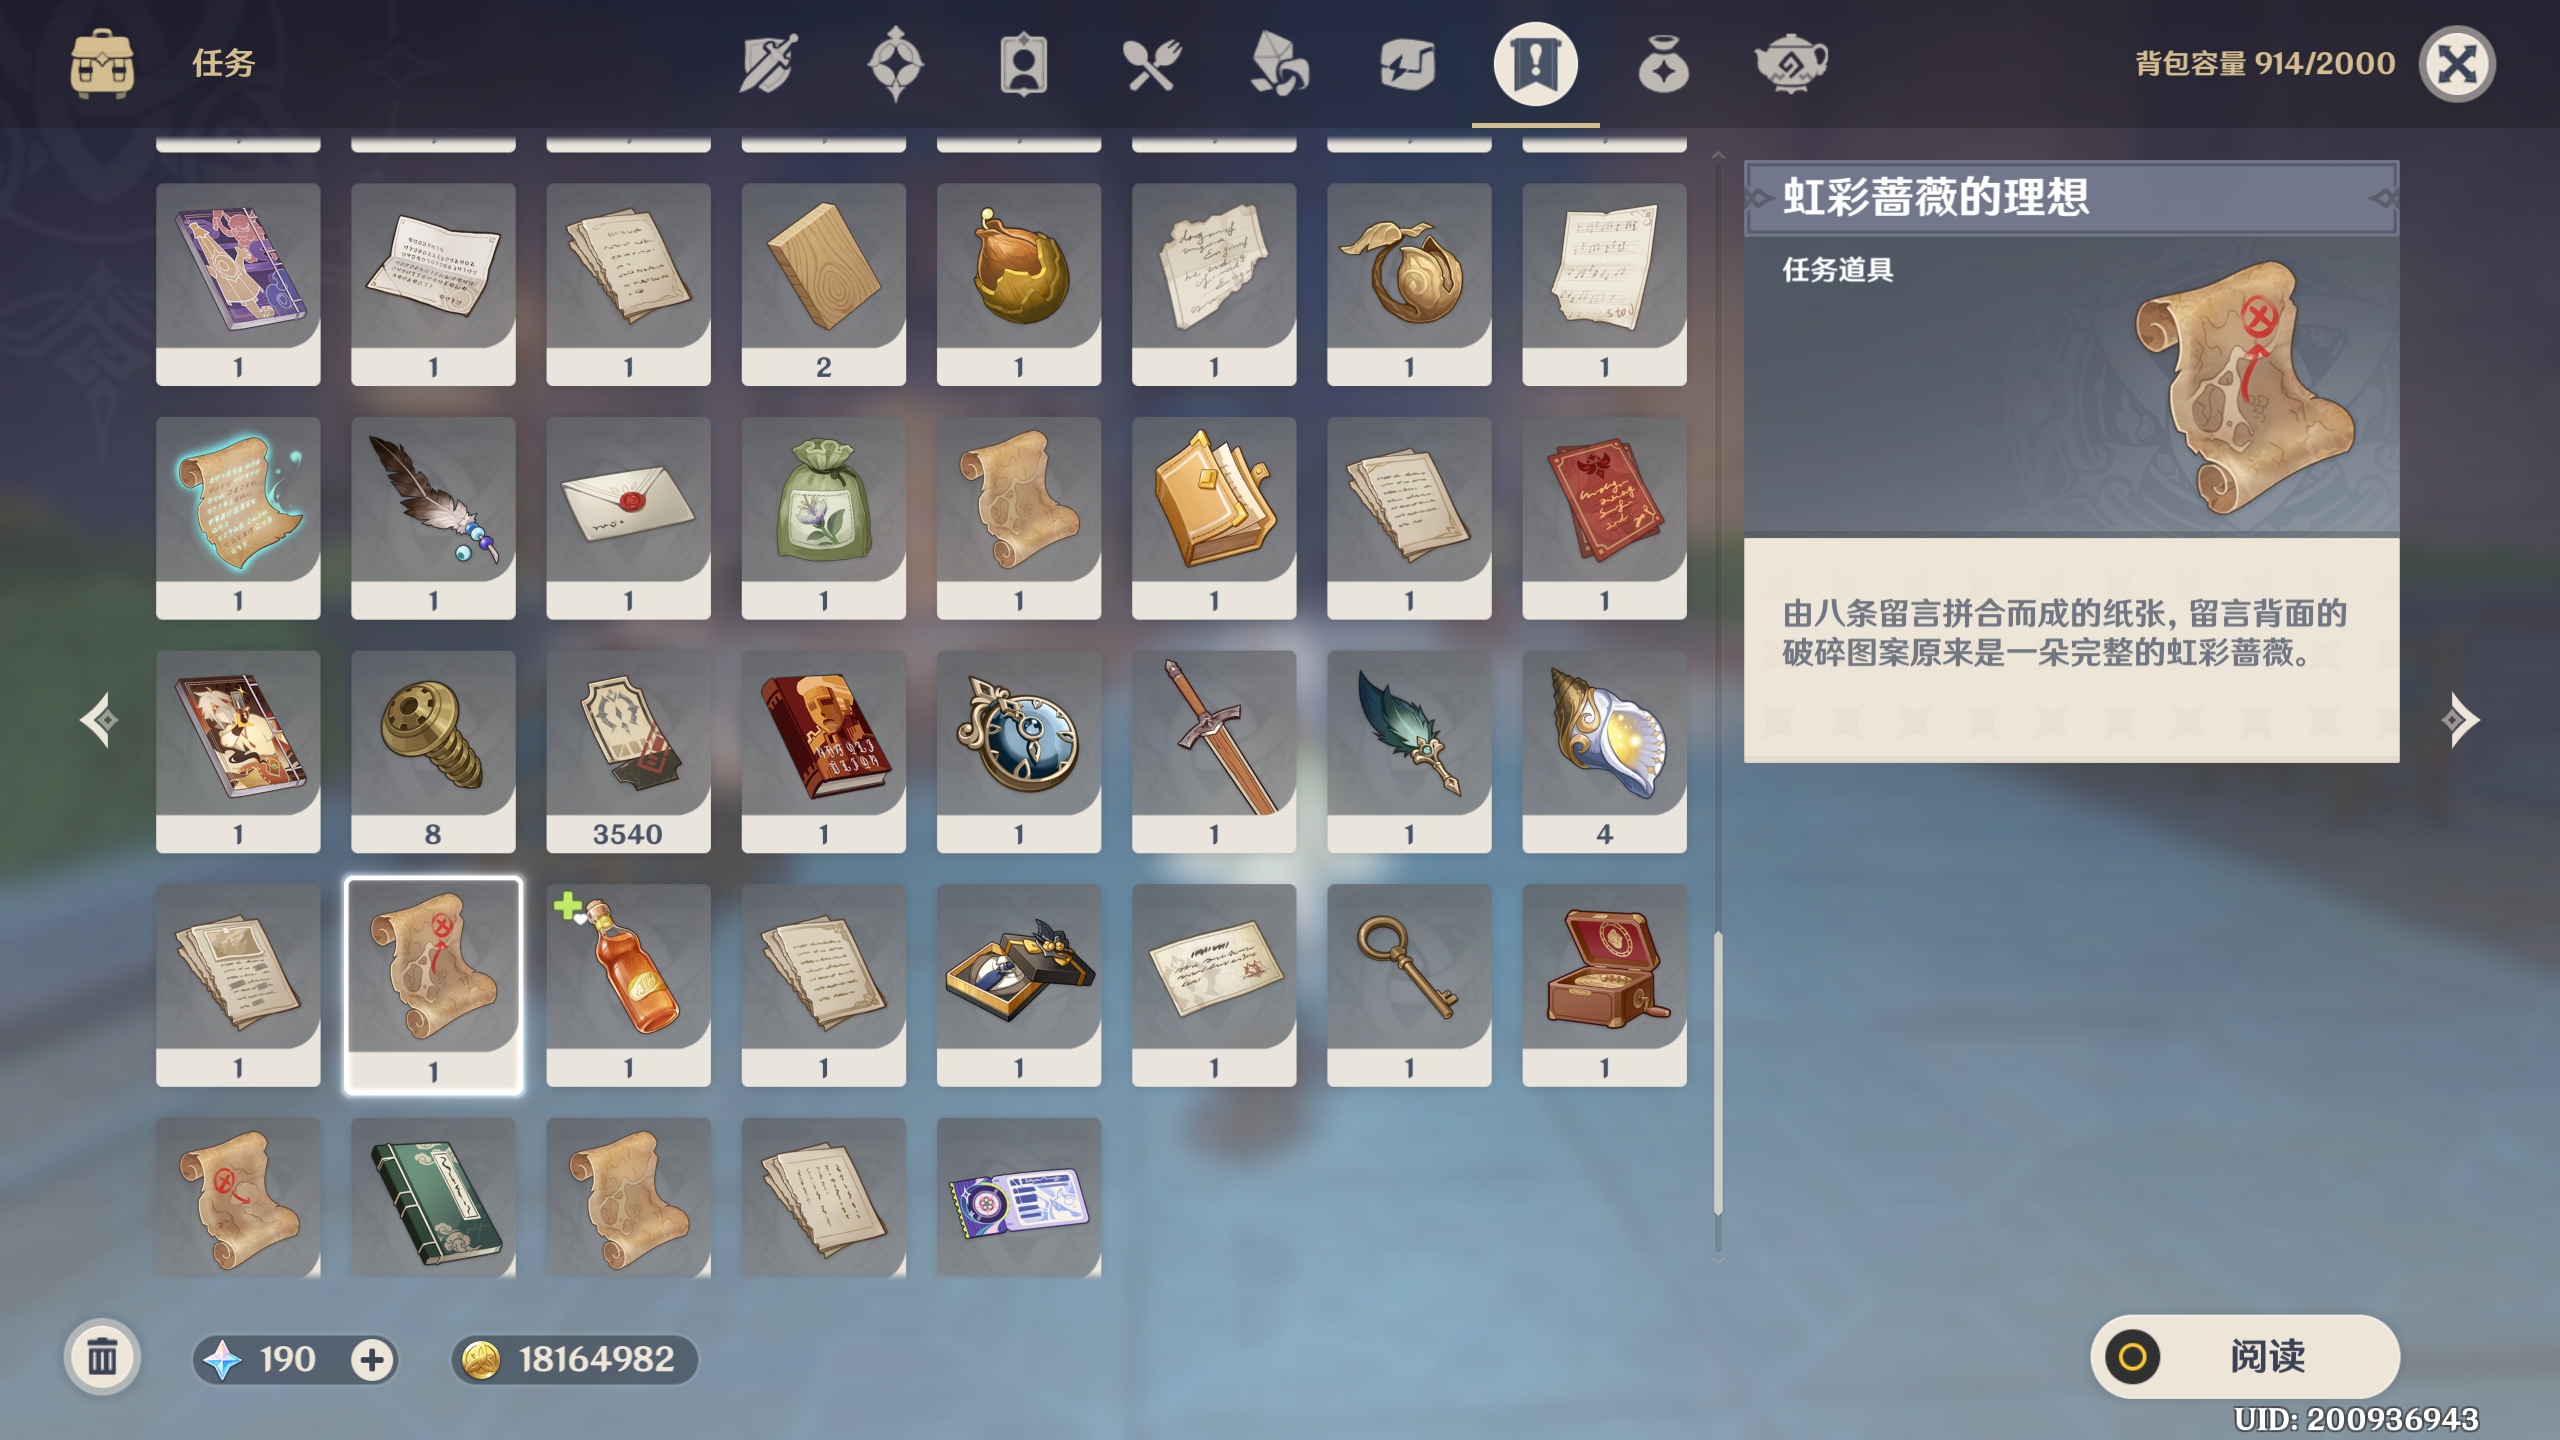 任务
背包容量 914/2000
虹彩蔷薇的理想
任务道具
由八条留言拼合而成的纸张，留言背面的
破碎图案原来是一朵完整的虹彩蔷薇。
1 1 1 2 1 1 1 1
1 1 1 1 1 1 1 1
1 8 3540 1 1 1 1 4
1 1 1 1 1 1 1 1
190
18164982
阅读
UID: 200936943